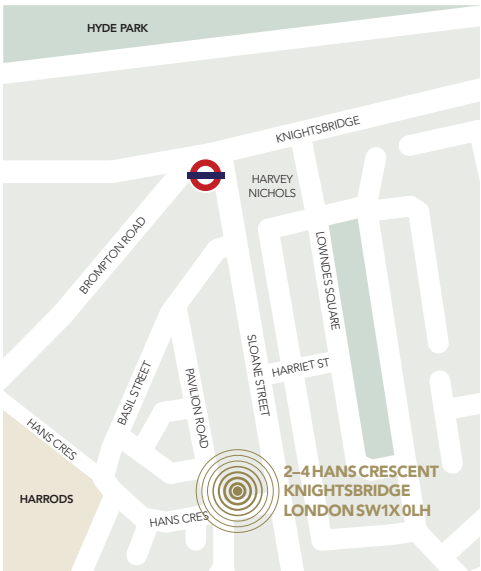 HYDE PARK
KNIGHTSBRIDGE
HARVEY
NICHOLS
BROMPTON ROAD
LOWNDES SQUARE
SLOANE STREET
HARRIET ST
BASIL STREET
PAVILION ROAD
HANS CRES
HARRODS
HANS CRES
2–4 HANS CRESCENT
KNIGHTSBRIDGE
LONDON SW1X 0LH